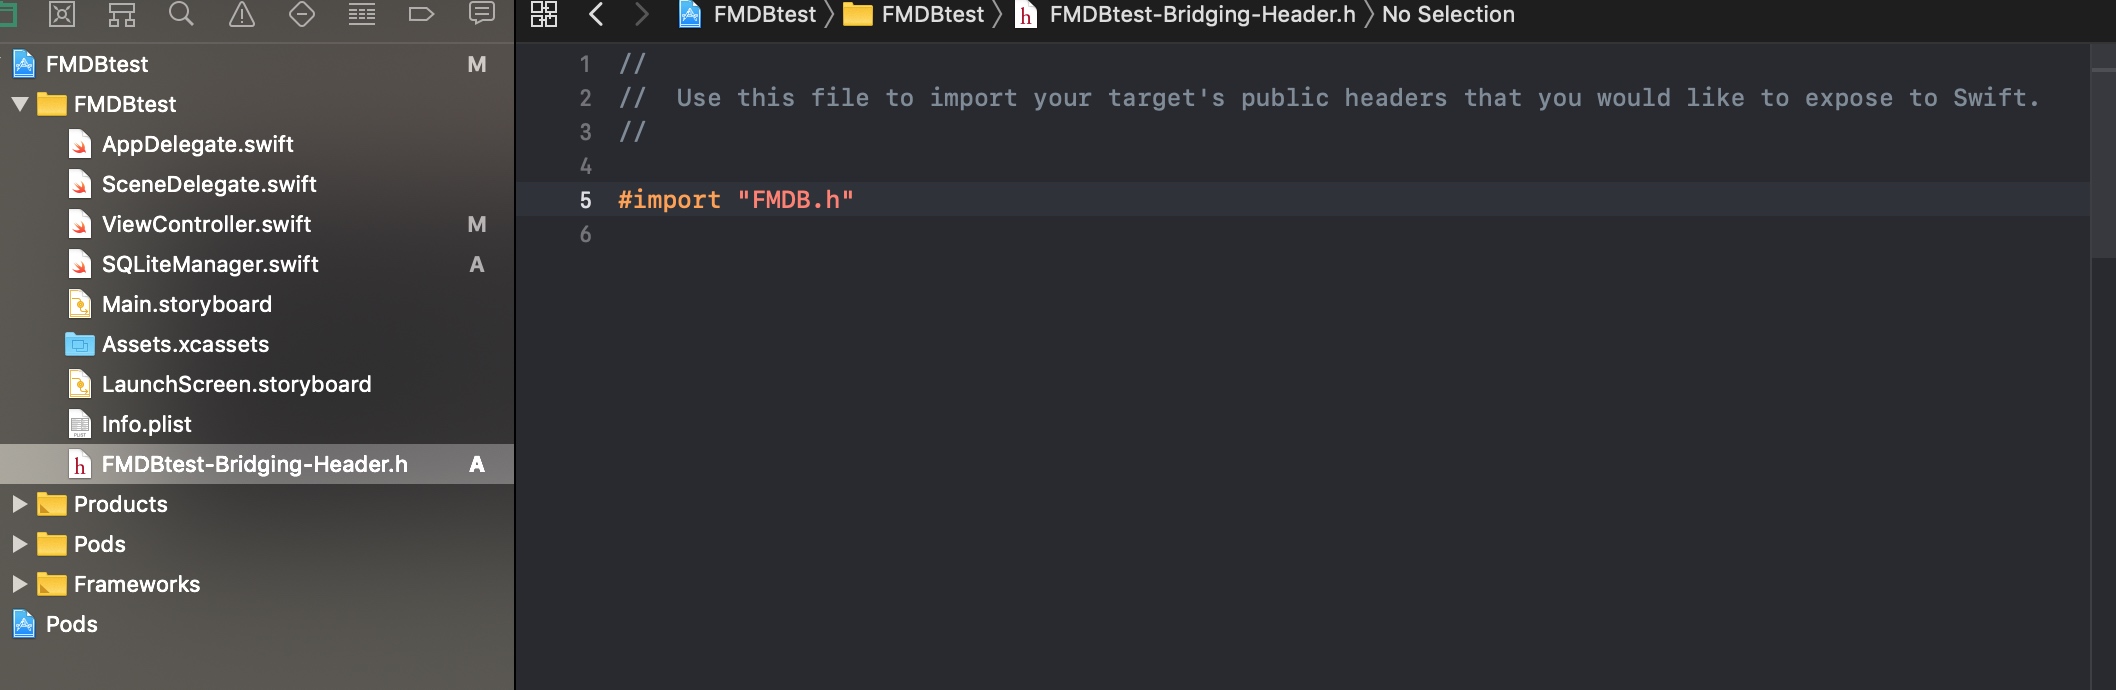 FMDBtest M
FMDBtest
AppDelegate.swift
SceneDelegate.swift
ViewController.swift M
SQLiteManager.swift A
Main.storyboard
Assets.xcassets
LaunchScreen.storyboard
Info.plist
h FMDBtest-Bridging-Header.h A
Products
Pods
Frameworks
Pods
FMDBtest FMDBtest h FMDBtest-Bridging-Header.h No Selection
1 //
2 //  Use this file to import your target's public headers that you would like to expose to Swift.
3 //
4
5 #import "FMDB.h"
6